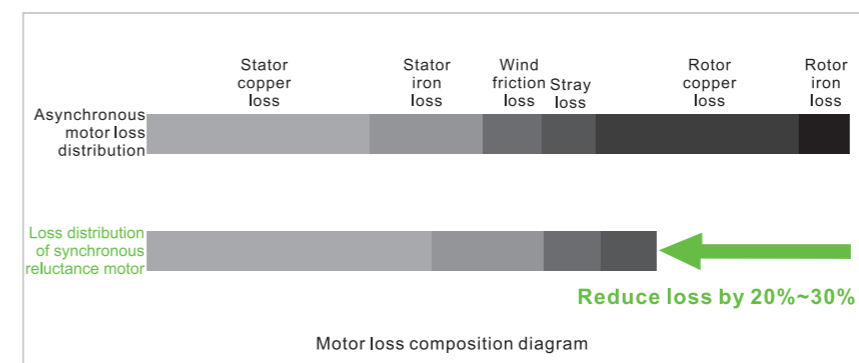 Stator
copper
loss
Stator
iron
loss
Wind
friction
loss
Stray
loss
Rotor
copper
loss
Rotor
iron
loss
Asynchronous
motor loss
distribution
Loss distribution
of synchronous
reluctance motor
Reduce loss by 20%~30%
Motor loss composition diagram